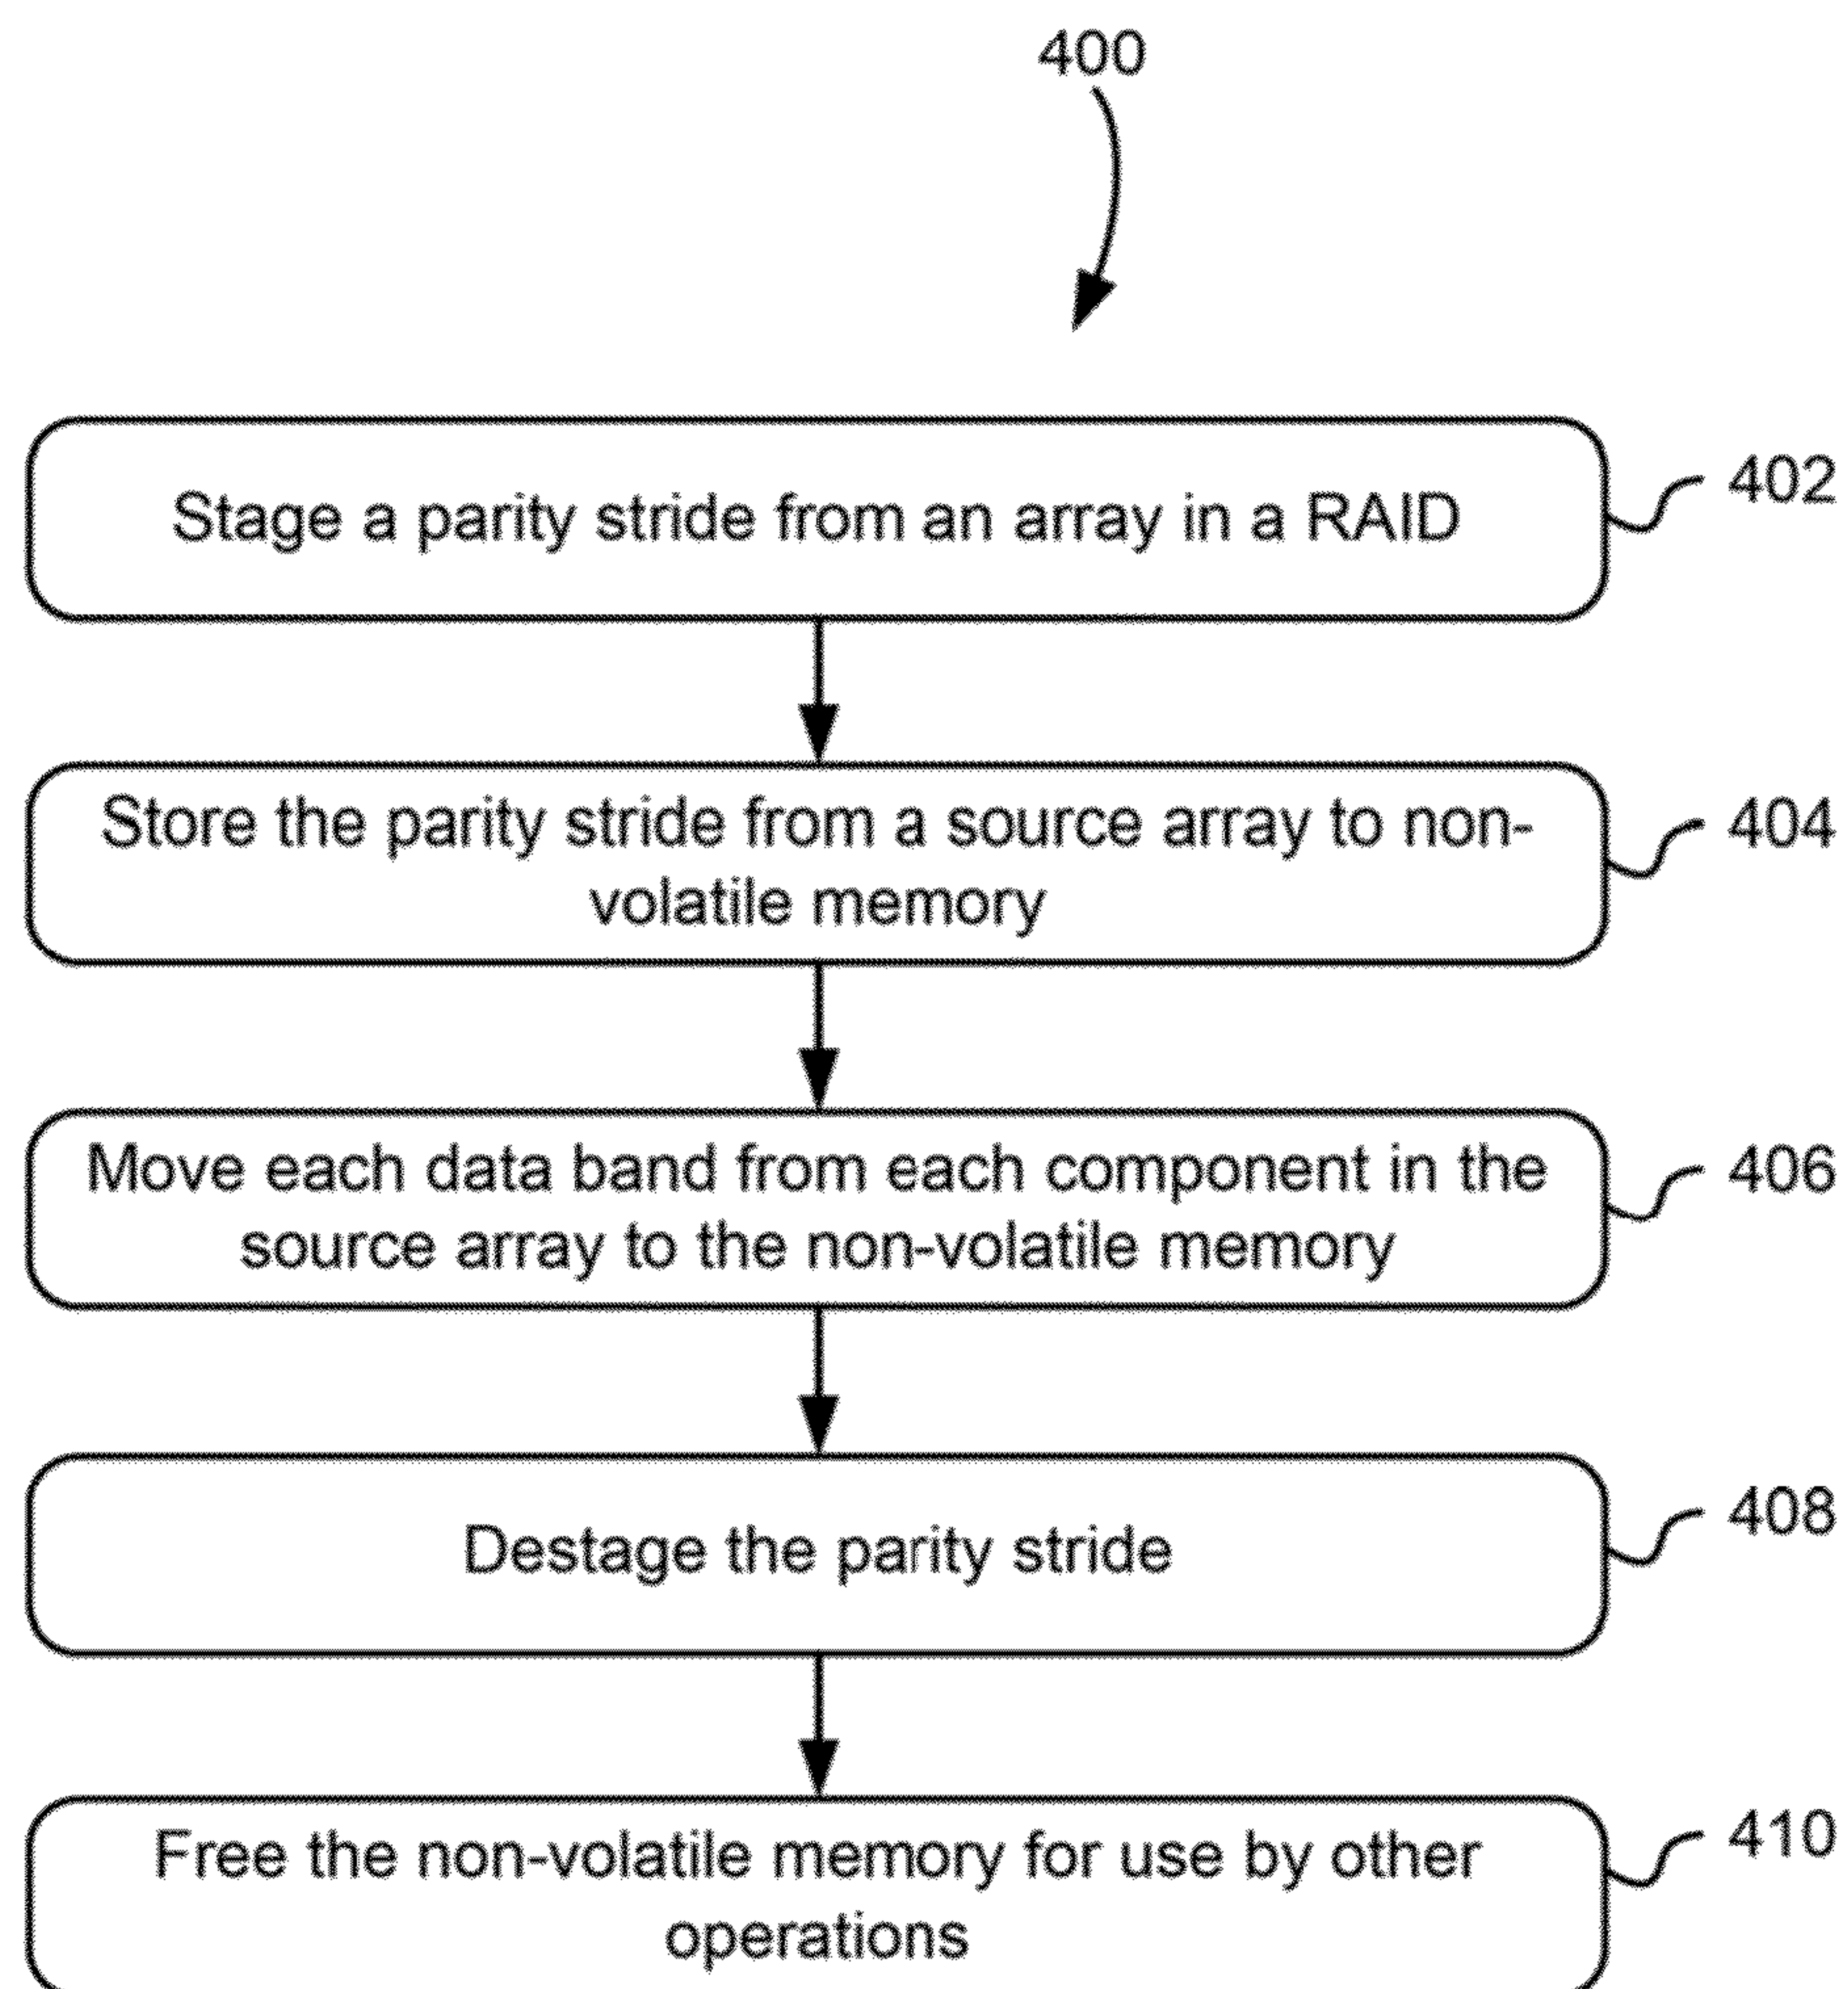 400
Stage a parity stride from an array in a RAID
402
Store the parity stride from a source array to non-
volatile memory
404
Move each data band from each component in the
source array to the non-volatile memory
406
Destage the parity stride
408
Free the non-volatile memory for use by other
operations
410